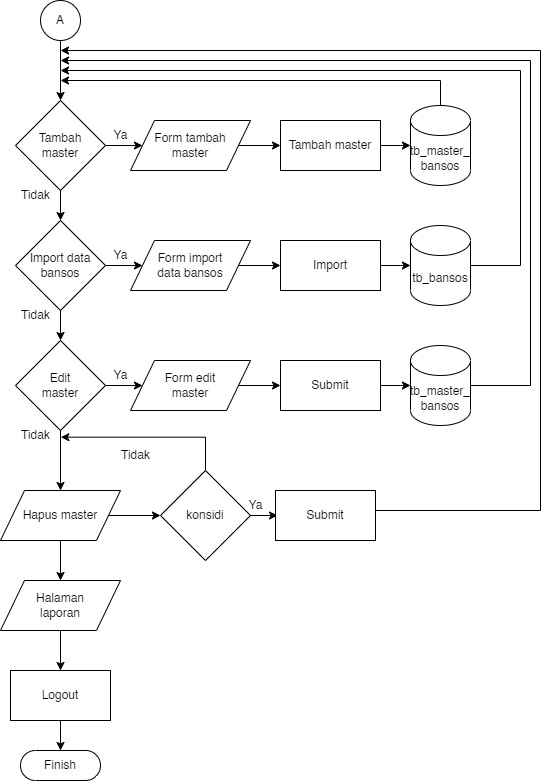 A
Tambah
master
Ya
Form tambah
master
Tambah master
tb_master_
bansos
Tidak
Import data
bansos
Ya
Form import
data bansos
Import
tb_bansos
Tidak
Edit
master
Ya
Form edit
master
Submit
tb_master_
bansos
Tidak
Tidak
Hapus master
konsidi
Ya
Submit
Halaman
laporan
Logout
Finish